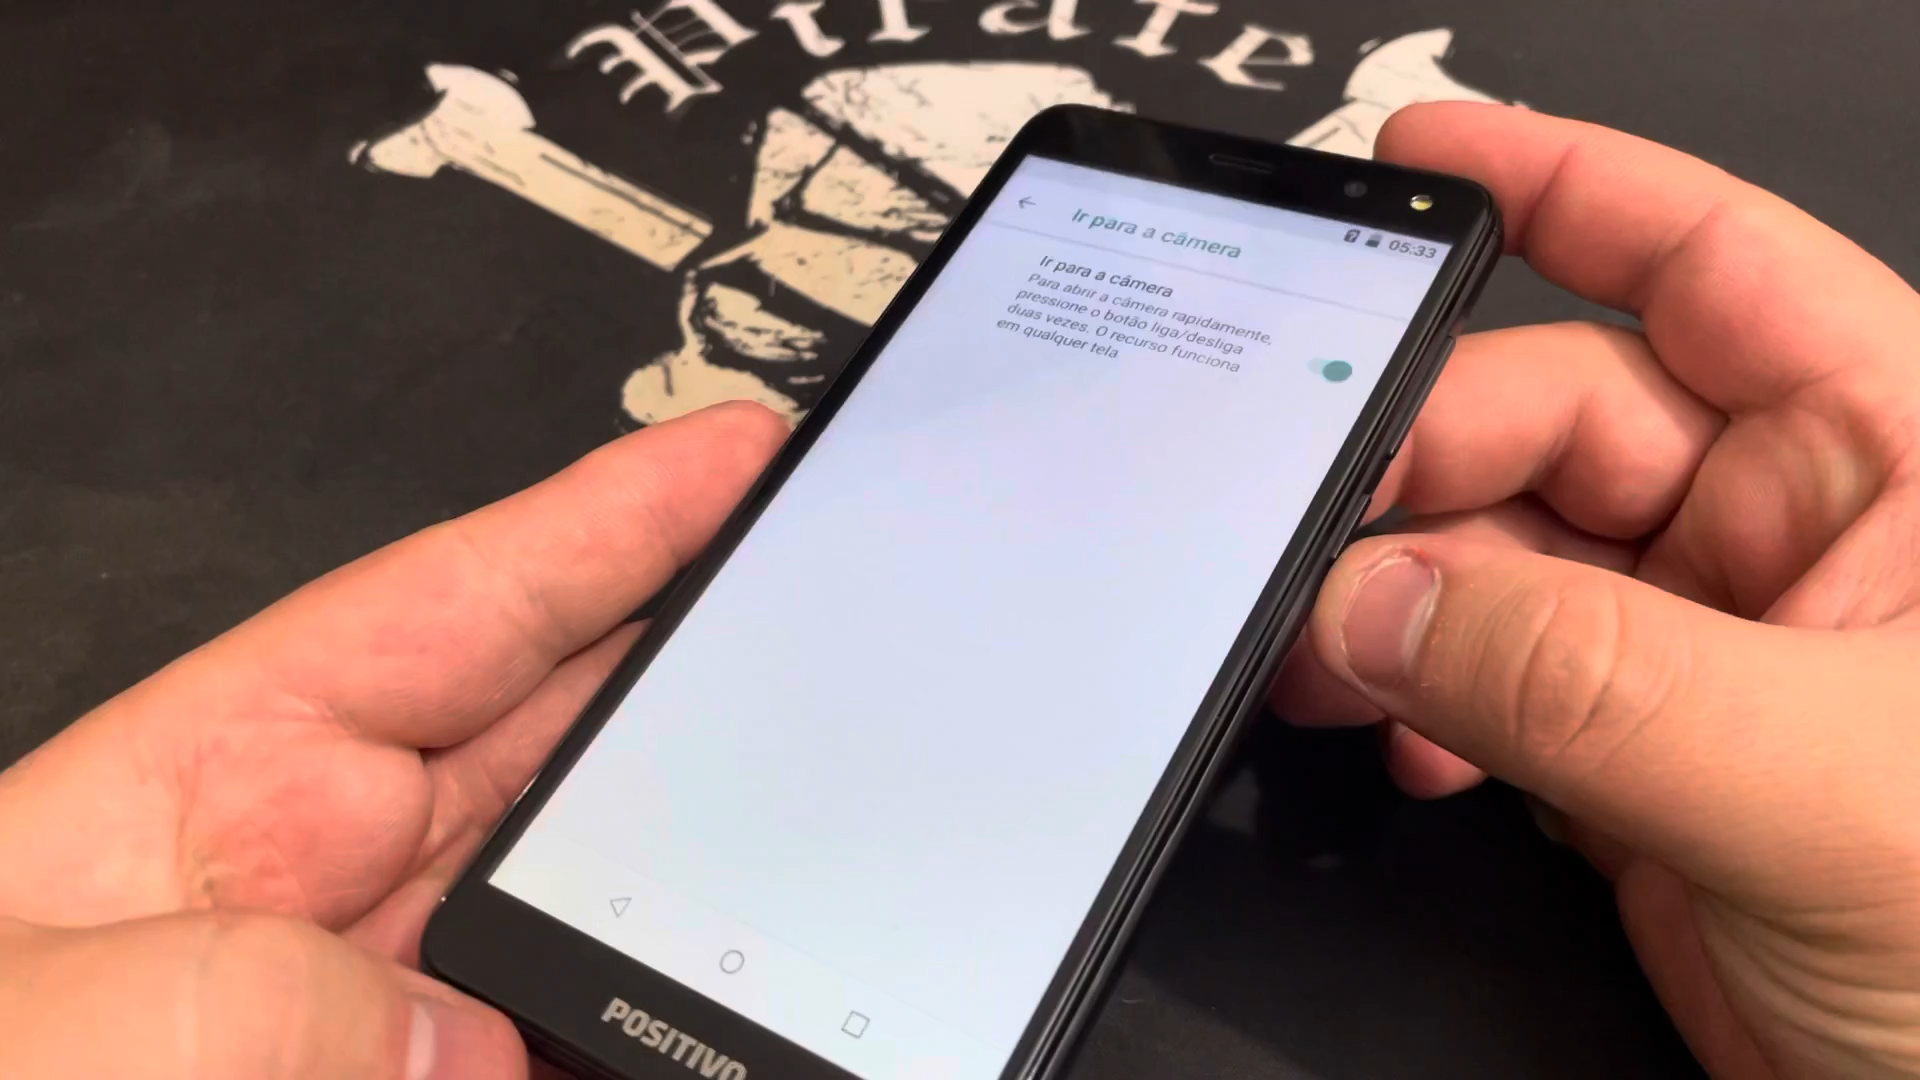 Pirate
05:33
Ir para a câmera
Ir para a câmera
Para abrir a câmera rapidamente,
pressione o botão liga/desliga
duas vezes. O recurso funciona
em qualquer tela
POSITIVO